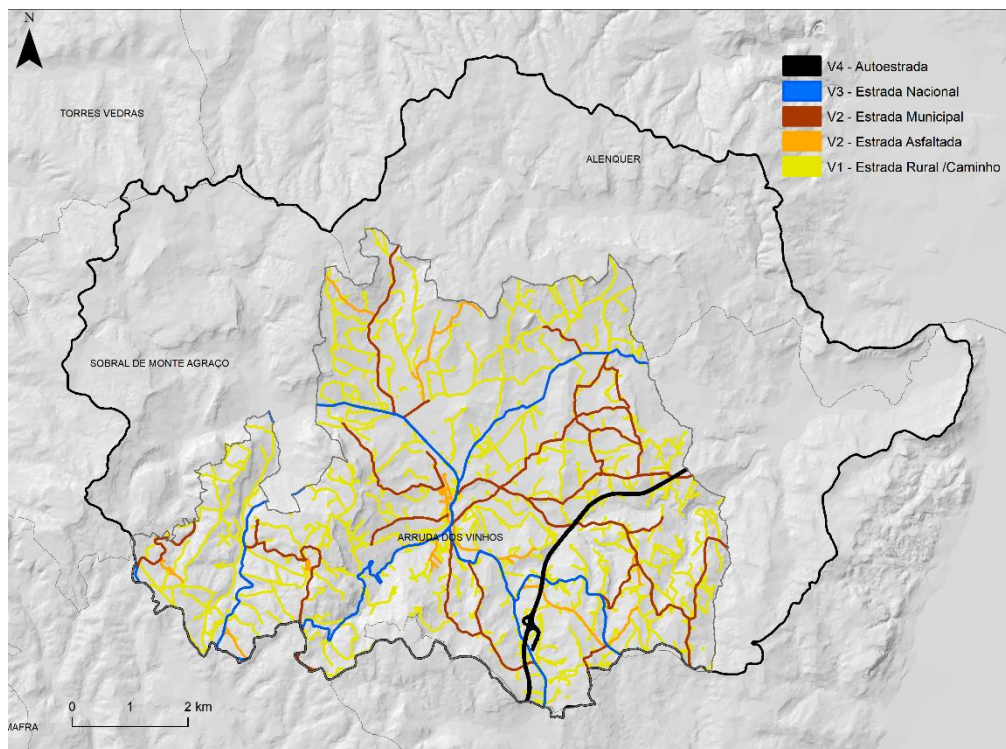 N
TORRES VEDRAS
ALENQUER
V4 - Autoestrada
V3 - Estrada Nacional
V2 - Estrada Municipal
V2 - Estrada Asfaltada
V1 - Estrada Rural /Caminho
SOBRAL DE MONTE AGRAÇO
ARRUDA DOS VINHOS
0 1 2 km
MAFRA